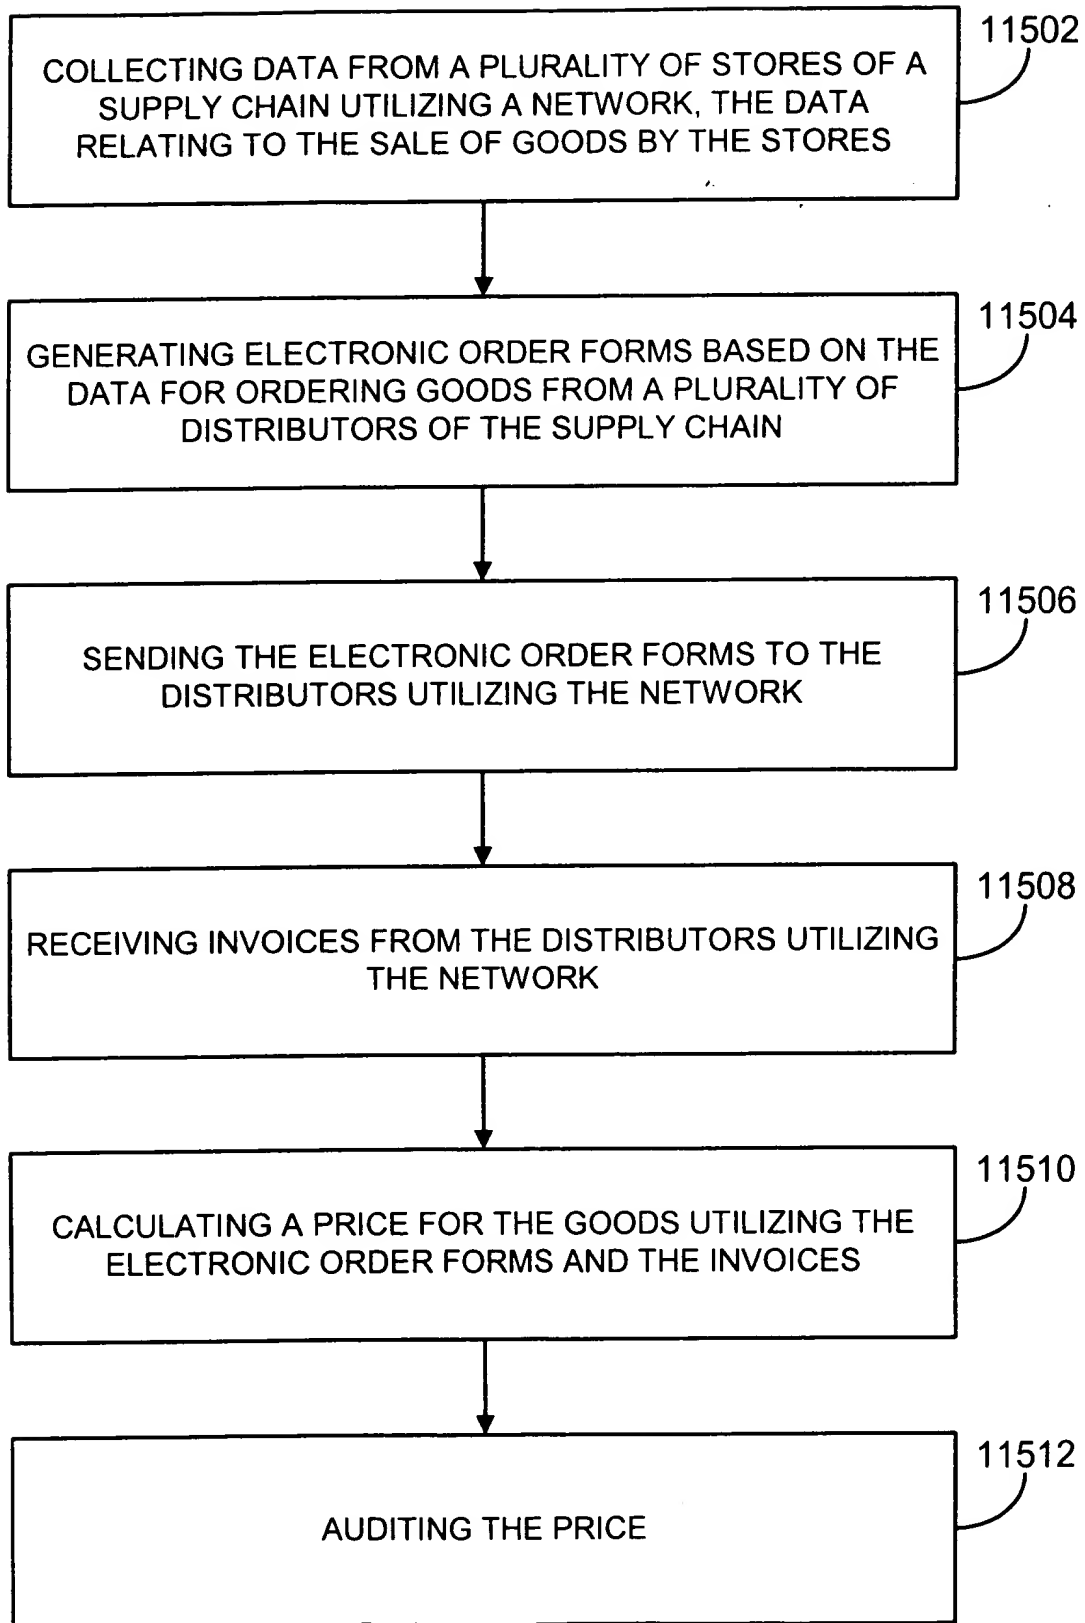 11502
COLLECTING DATA FROM A PLURALITY OF STORES OF A
SUPPLY CHAIN UTILIZING A NETWORK, THE DATA
RELATING TO THE SALE OF GOODS BY THE STORES
11504
GENERATING ELECTRONIC ORDER FORMS BASED ON THE
DATA FOR ORDERING GOODS FROM A PLURALITY OF
DISTRIBUTORS OF THE SUPPLY CHAIN
11506
SENDING THE ELECTRONIC ORDER FORMS TO THE
DISTRIBUTORS UTILIZING THE NETWORK
11508
RECEIVING INVOICES FROM THE DISTRIBUTORS UTILIZING
THE NETWORK
11510
CALCULATING A PRICE FOR THE GOODS UTILIZING THE
ELECTRONIC ORDER FORMS AND THE INVOICES
11512
AUDITING THE PRICE